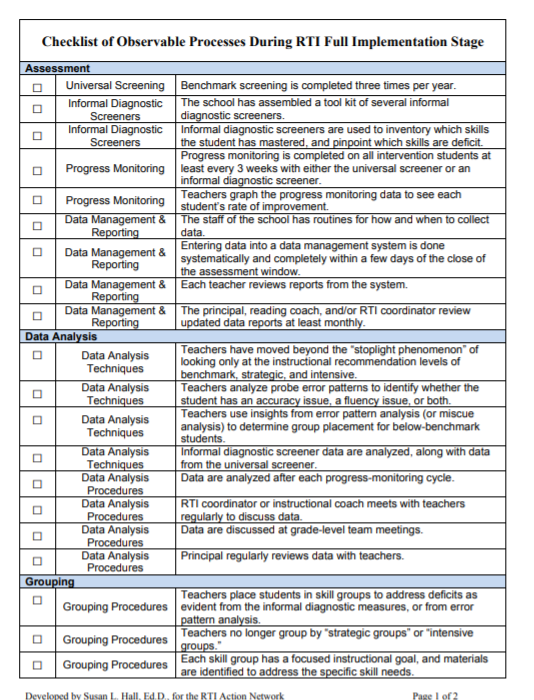 Checklist of Observable Processes During RTI Full Implementation Stage
Assessment
☐ Universal Screening Benchmark screening is completed three times per year.
☐ Informal Diagnostic Screeners The school has assembled a tool kit of several informal
diagnostic screeners.
☐ Informal Diagnostic Screeners Informal diagnostic screeners are used to inventory which skills
the student has mastered, and pinpoint which skills are deficit.
☐ Progress Monitoring Progress monitoring is completed on all intervention students at
least every 3 weeks with either the universal screener or an
informal diagnostic screener.
☐ Progress Monitoring Teachers graph the progress monitoring data to see each
student's rate of improvement.
☐ Data Management & Reporting The staff of the school has routines for how and when to collect
data.
☐ Data Management & Reporting Entering data into a data management system is done
systematically and completely within a few days of the close of
the assessment window.
☐ Data Management & Reporting Each teacher reviews reports from the system.
☐ Data Management & Reporting The principal, reading coach, and/or RTI coordinator review
updated data reports at least monthly.
Data Analysis
☐ Data Analysis Techniques Teachers have moved beyond the "stoplight phenomenon" of
looking only at the instructional recommendation levels of
benchmark, strategic, and intensive.
☐ Data Analysis Techniques Teachers analyze probe error patterns to identify whether the
student has an accuracy issue, a fluency issue, or both.
☐ Data Analysis Techniques Teachers use insights from error pattern analysis (or miscue
analysis) to determine group placement for below-benchmark
students.
☐ Data Analysis Techniques Informal diagnostic screener data are analyzed, along with data
from the universal screener.
☐ Data Analysis Procedures Data are analyzed after each progress-monitoring cycle.
☐ Data Analysis Procedures RTI coordinator or instructional coach meets with teachers
regularly to discuss data.
☐ Data Analysis Procedures Data are discussed at grade-level team meetings.
☐ Data Analysis Procedures Principal regularly reviews data with teachers.
Grouping
☐ Grouping Procedures Teachers place students in skill groups to address deficits as
evident from the informal diagnostic measures, or from error
pattern analysis.
☐ Grouping Procedures Teachers no longer group by "strategic groups" or "intensive
groups."
☐ Grouping Procedures Each skill group has a focused instructional goal, and materials
are identified to address the specific skill needs.
Developed by Susan L. Hall, Ed.D., for the RTI Action Network Page 1 of 2